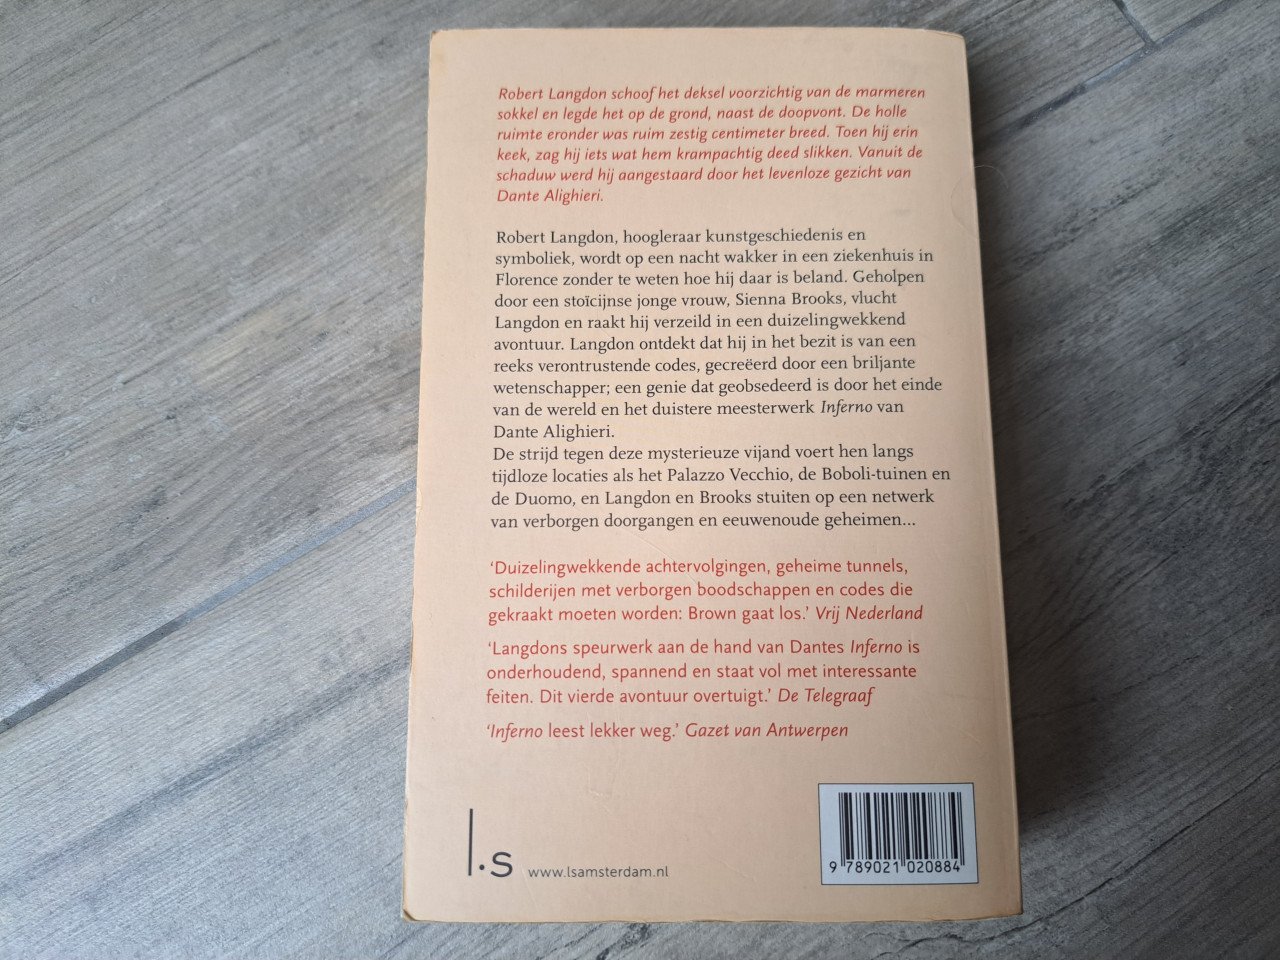 Robert Langdon schoof het deksel voorzichtig van de marmeren
sokkel en legde het op de grond, naast de doopvont. De holle
ruimte eronder was ruim zestig centimeter breed. Toen hij erin
keek, zag hij iets wat hem krampachtig deed slikken. Vanuit de
schaduw werd hij aangestaard door het levenloze gezicht van
Dante Alighieri.
Robert Langdon, hoogleraar kunstgeschiedenis en
symboliek, wordt op een nacht wakker in een ziekenhuis in
Florence zonder te weten hoe hij daar is beland. Geholpen
door een stoïcijnse jonge vrouw, Sienna Brooks, vlucht
Langdon en raakt hij verzeild in een duizelingwekkend
avontuur. Langdon ontdekt dat hij in het bezit is van een
reeks verontrustende codes, gecreëerd door een briljante
wetenschapper; een genie dat geobsedeerd is door het einde
van de wereld en het duistere meesterwerk Inferno van
Dante Alighieri.
De strijd tegen deze mysterieuze vijand voert hen langs
tijdloze locaties als het Palazzo Vecchio, de Boboli-tuinen en
de Duomo, en Langdon en Brooks stuiten op een netwerk
van verborgen doorgangen en eeuwenoude geheimen...
‘Duizelingwekkende achtervolgingen, geheime tunnels,
schilderijen met verborgen boodschappen en codes die
gekraakt moeten worden: Brown gaat los.’ Vrij Nederland
‘Langdons speurwerk aan de hand van Dantes Inferno is
onderhoudend, spannend en staat vol met interessante
feiten. Dit vierde avontuur overtuigt.’ De Telegraaf
‘Inferno leest lekker weg.’ Gazet van Antwerpen
l.s www.lsamsterdam.nl
9 789021 020884